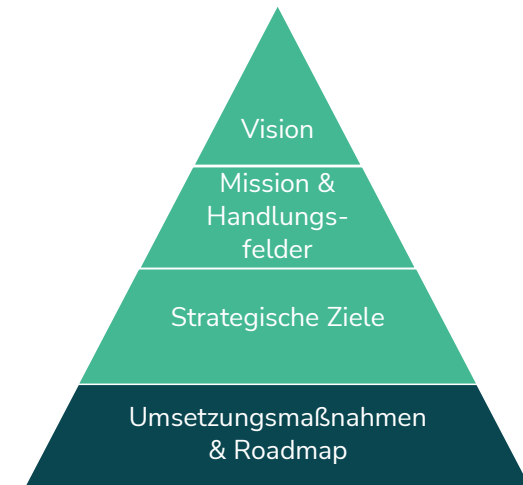 Vision
Mission &
Handlungs-
felder
Strategische Ziele
Umsetzungsmaßnahmen
& Roadmap